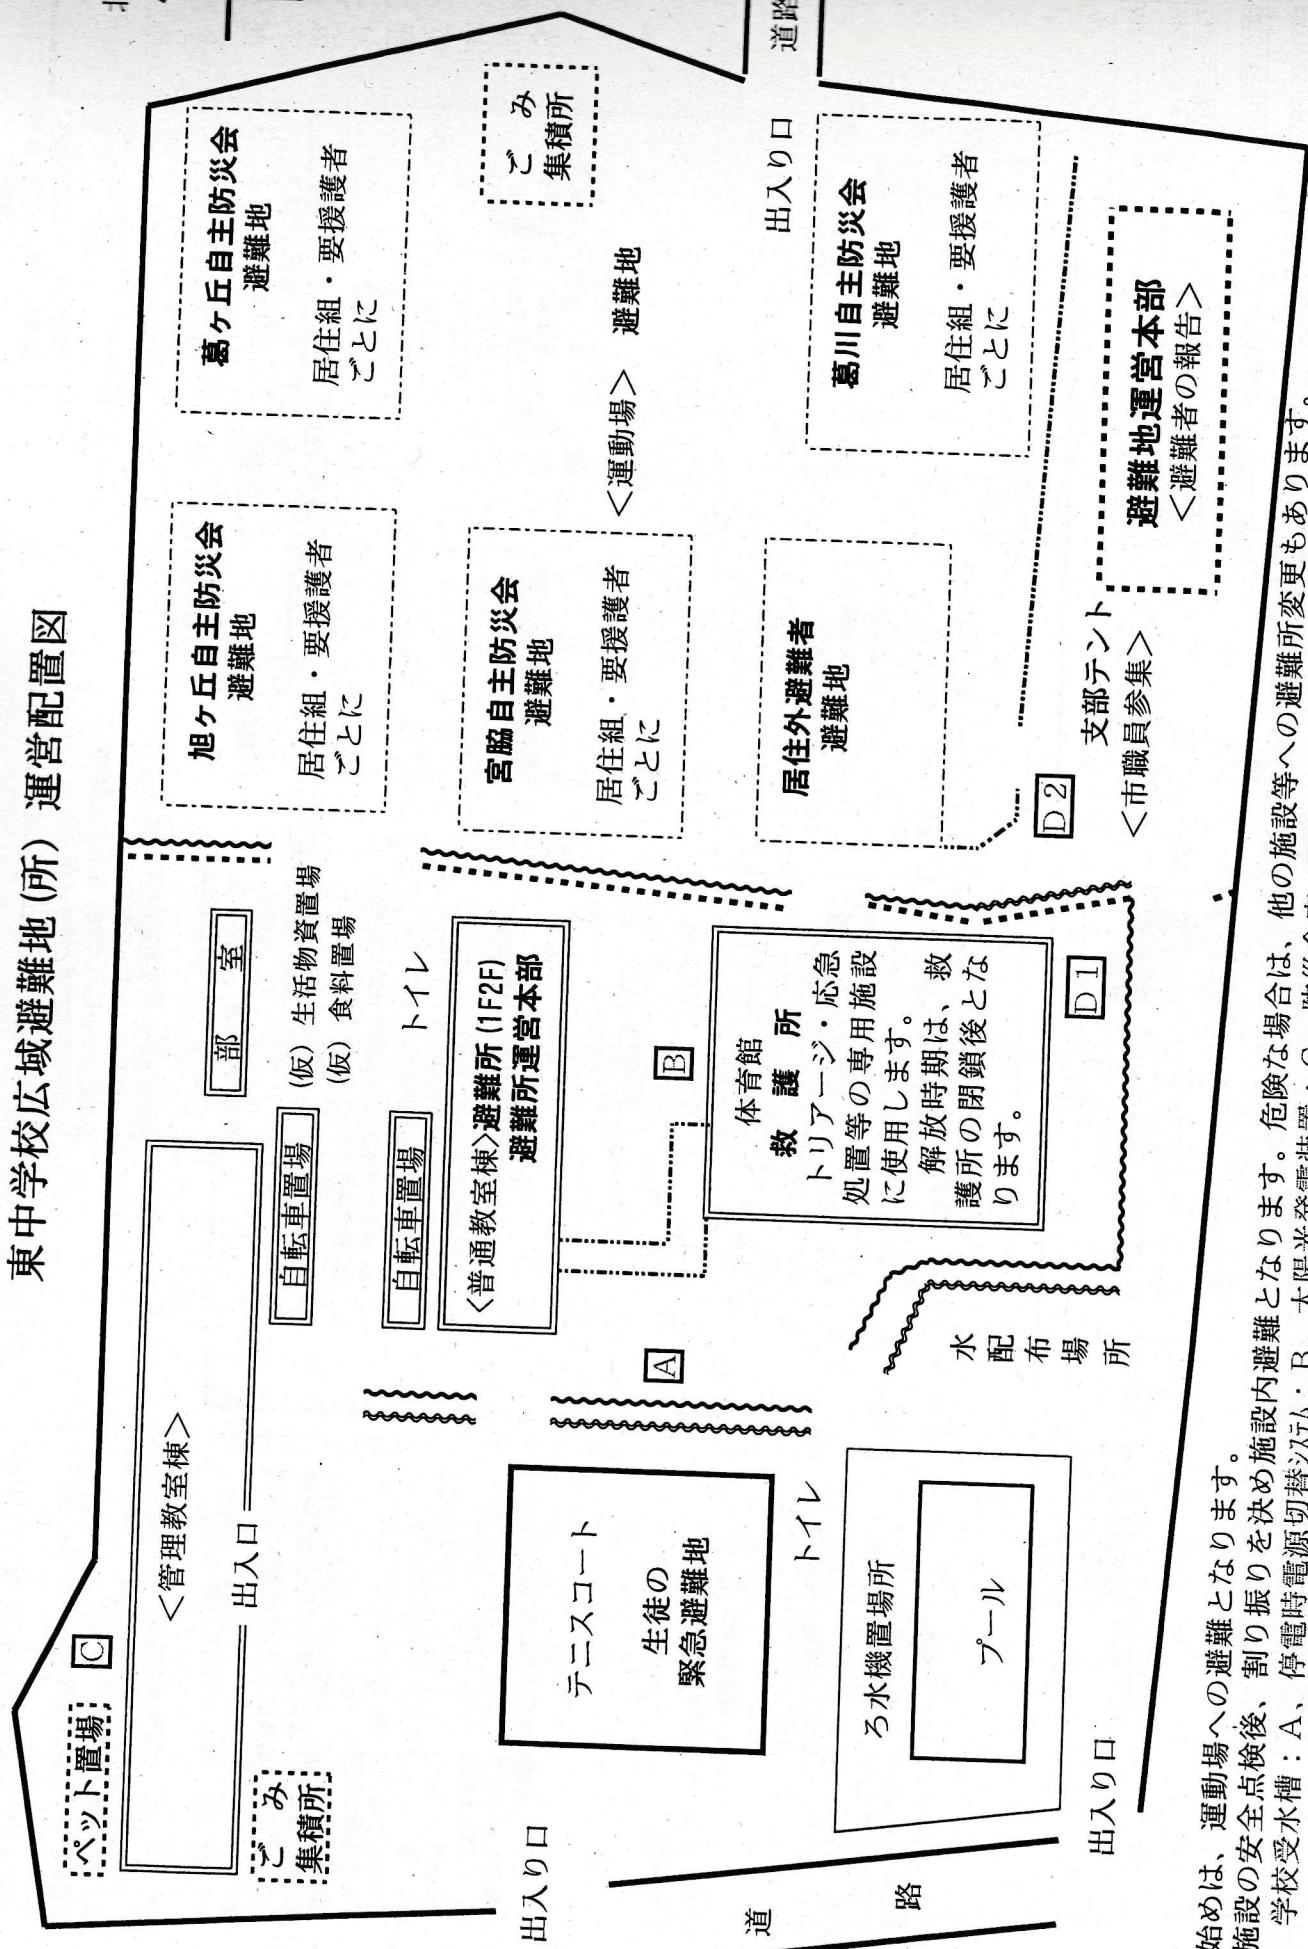 東中学校広域避難地(所) 運営配置図
ペット置場
C
<管理教室棟>
出入口
ごみ
集積所
部室
自転車置場
(仮) 生活物資置場
(仮) 食料置場
自転車置場
トイレ
<普通教室棟>避難所(1F2F)
避難所運営本部
旭ヶ丘自主防災会
避難地
居住組・要援護者
ごとに
葛ヶ丘自主防災会
避難地
居住組・要援護者
ごとに
ごみ
集積所
宮脇自主防災会
避難地
居住組・要援護者
ごとに
<運動場> 避難地
出入り口
テニスコート
生徒の
緊急避難地
A
B
トイレ
体育館
救護所
トリアージ・応急
処置等の専用施設
に使用します。
解放時期は、救
護所の閉鎖後とな
ります。
居住外避難者
避難地
出入り口
道路
葛川自主防災会
避難地
居住組・要援護者
ごとに
道路
ろ水機置場所
プール
水配布場所
D1
D2
支部テント
<市職員参集>
避難地運営本部
<避難者の報告>
出入り口
始めは、運動場への避難となります。
施設の安全点検後、割り振りを決め施設内避難となります。危険な場合は、他の施設等への避難所変更もあります。
学校受水槽：A、停電時電源切替システム・B、太陽光発電装置：C、